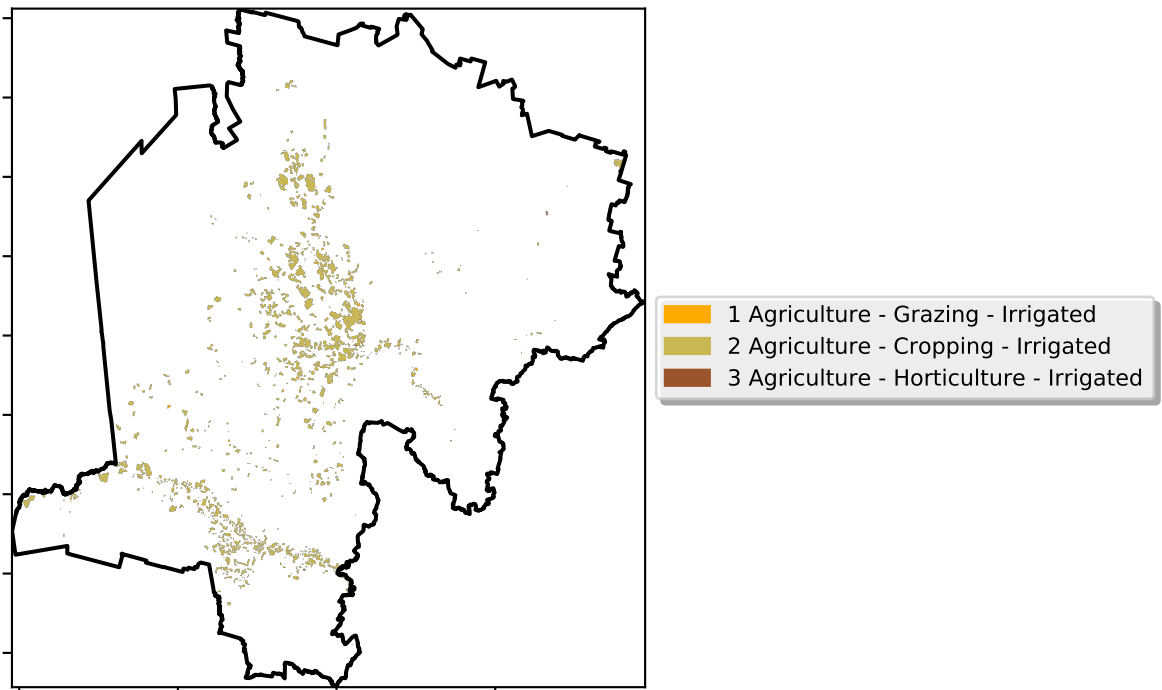 1 Agriculture - Grazing - Irrigated
2 Agriculture - Cropping - Irrigated
3 Agriculture - Horticulture - Irrigated